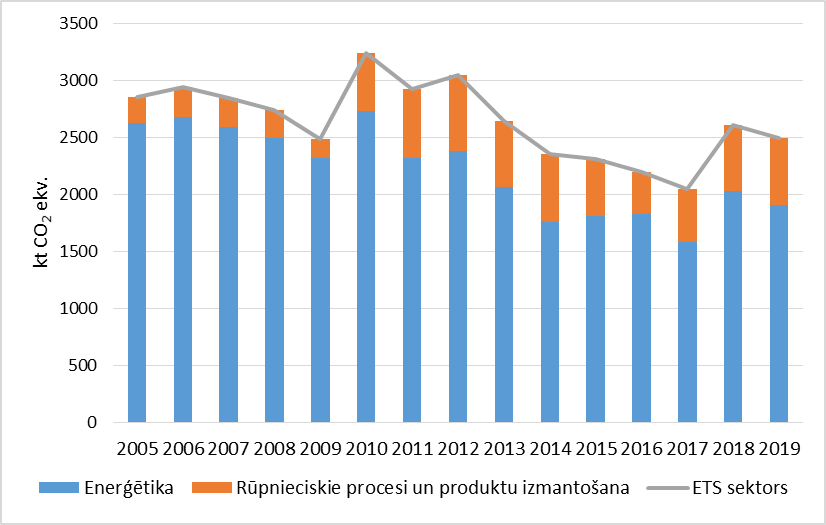 3500
3000
2500
2000
1500
1000
500
0
kt CO₂ ekv.
2005 2006 2007 2008 2009 2010 2011 2012 2013 2014 2015 2016 2017 2018 2019
Enerģētika Rūpnieciskie procesi un produktu izmantošana ETS sektors